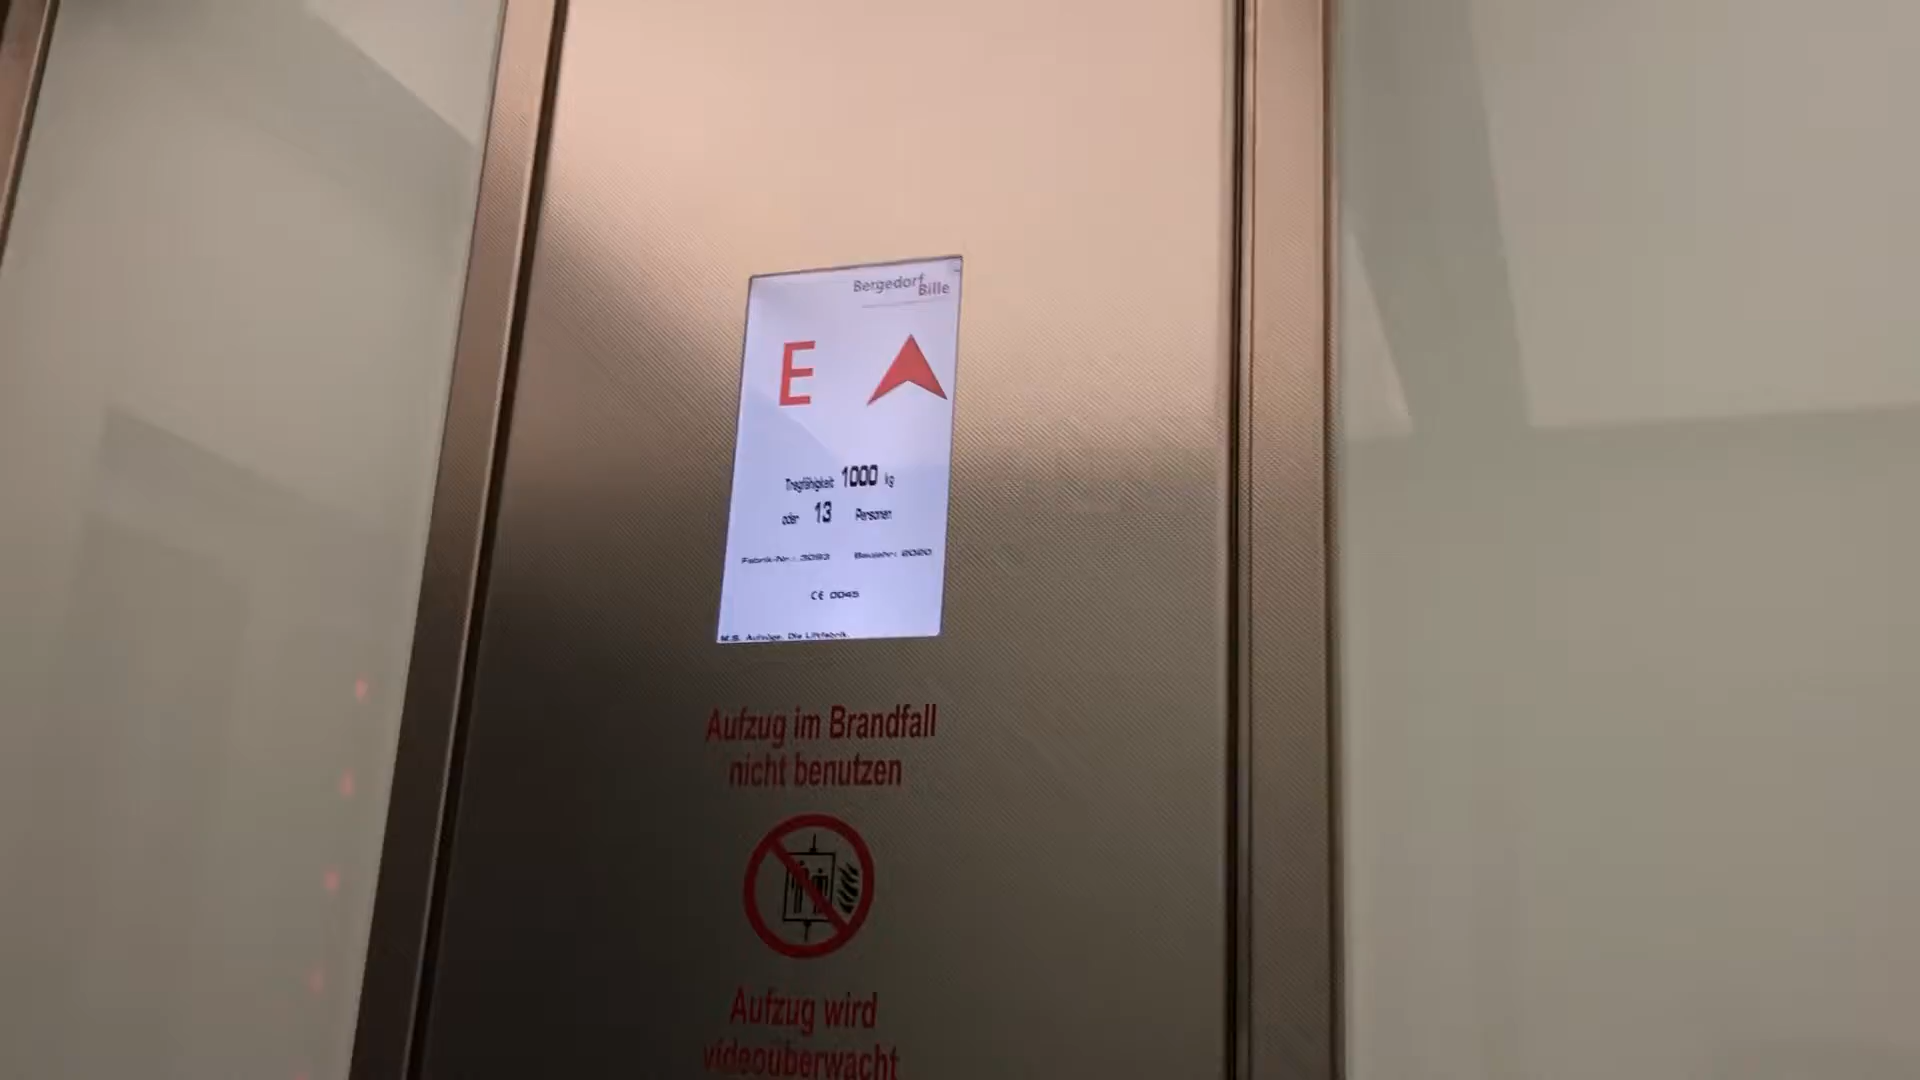 Bergedorf
Bille
E
Tragfähigkeit 1000 kg
oder 13 Personen
Fabrik-Nr.: 3093 Baujahr: 2020
CE 0045
M.S. Aufzüge. Die Liftfabrik.
Aufzug im Brandfall
nicht benutzen
Aufzug wird
videoüberwacht